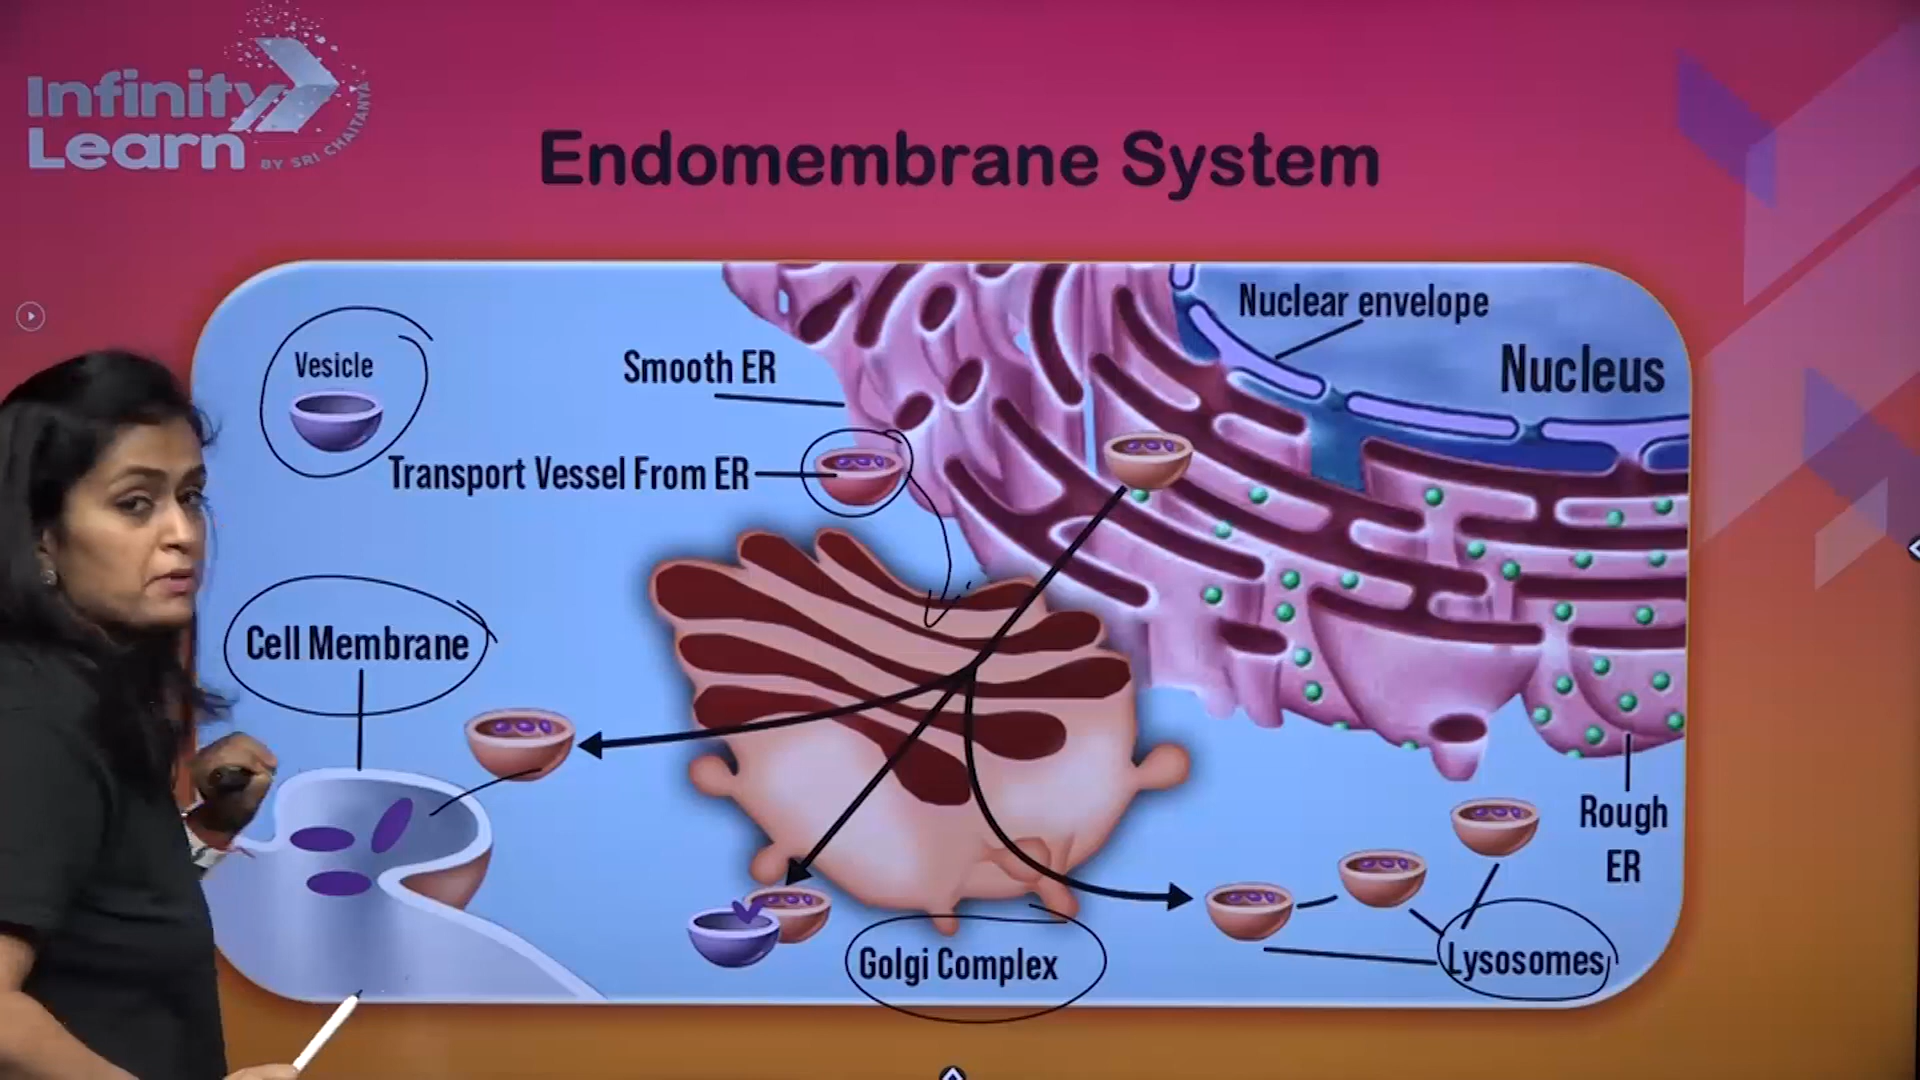 Infinity
Learn
BY SRI CHAITANYA
Endomembrane System
Nuclear envelope
Vesicle
Smooth ER
Nucleus
Transport Vessel From ER
Cell Membrane
Rough
ER
Golgi Complex
Lysosomes